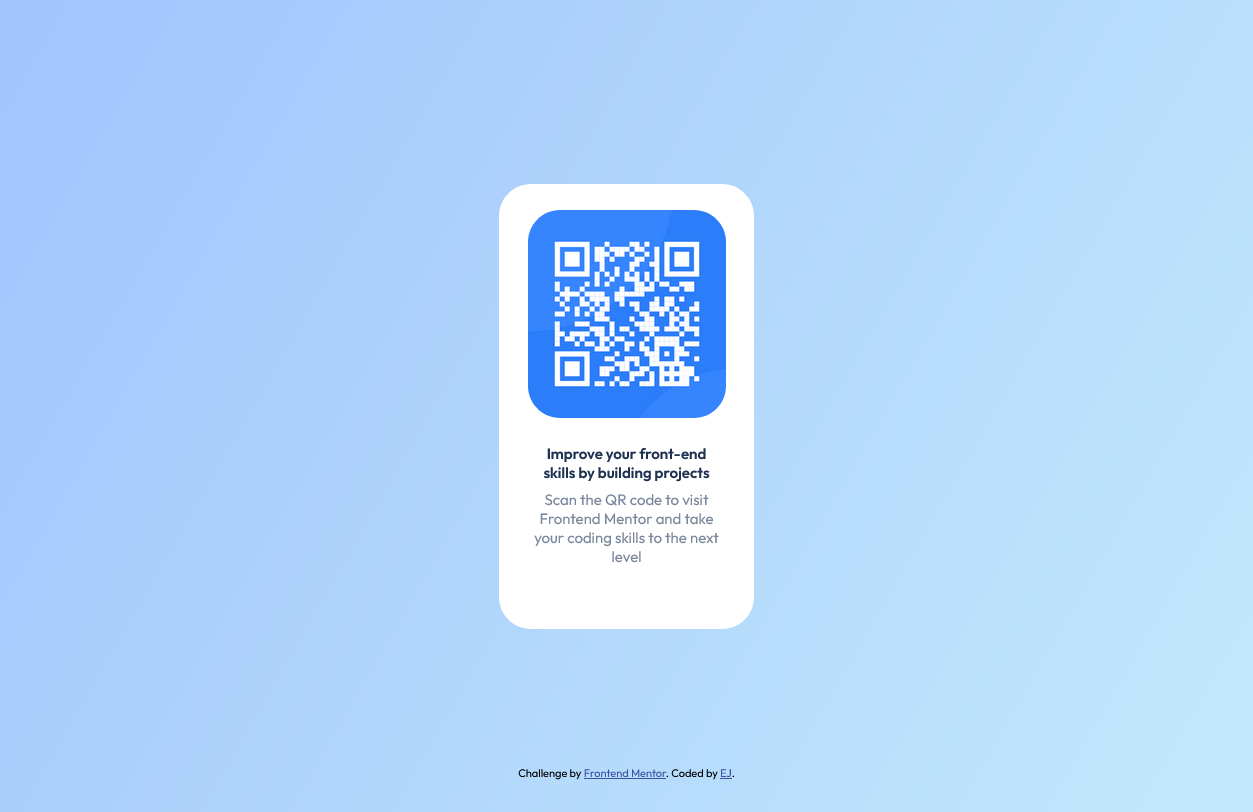 Improve your front-end
skills by building projects
Scan the QR code to visit
Frontend Mentor and take
your coding skills to the next
level
Challenge by Frontend Mentor. Coded by EJ.